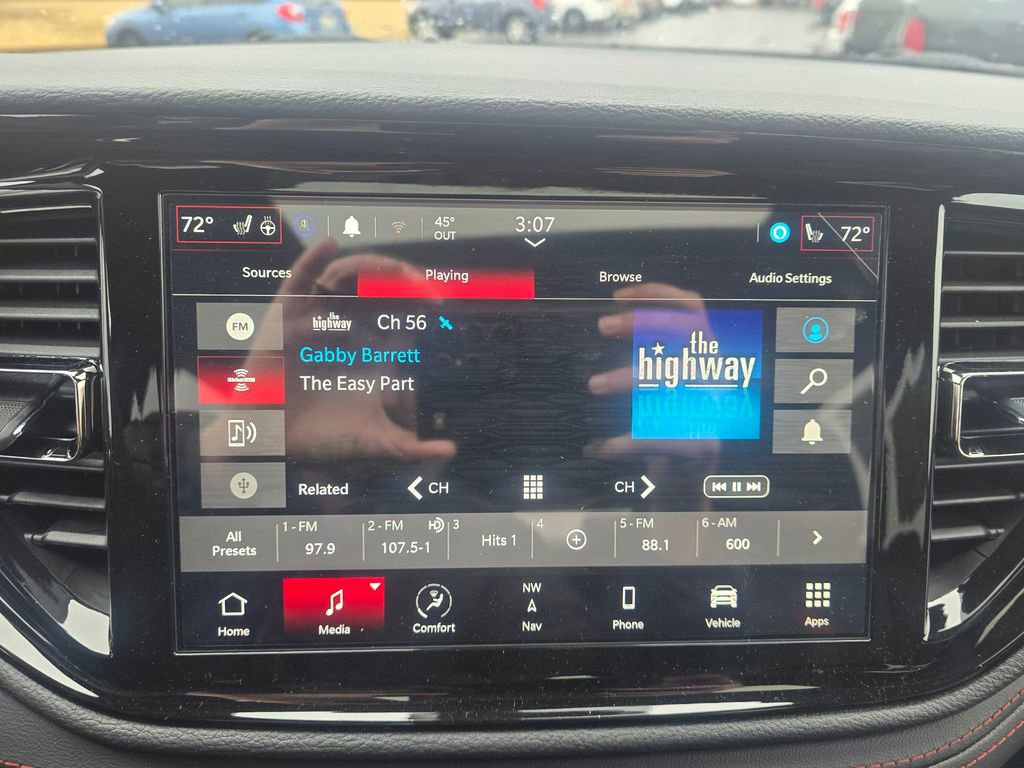 72° 45° OUT 3:07 72°
Sources Playing Browse Audio Settings
FM
the highway Ch 56
Gabby Barrett
The Easy Part
SiriusXM
the
highway
Related CH CH
All Presets
1 - FM 97.9
2 - FM HD 107.5-1
3 Hits 1
4
5 - FM 88.1
6 - AM 600
Home Media Comfort NW Nav Phone Vehicle Apps